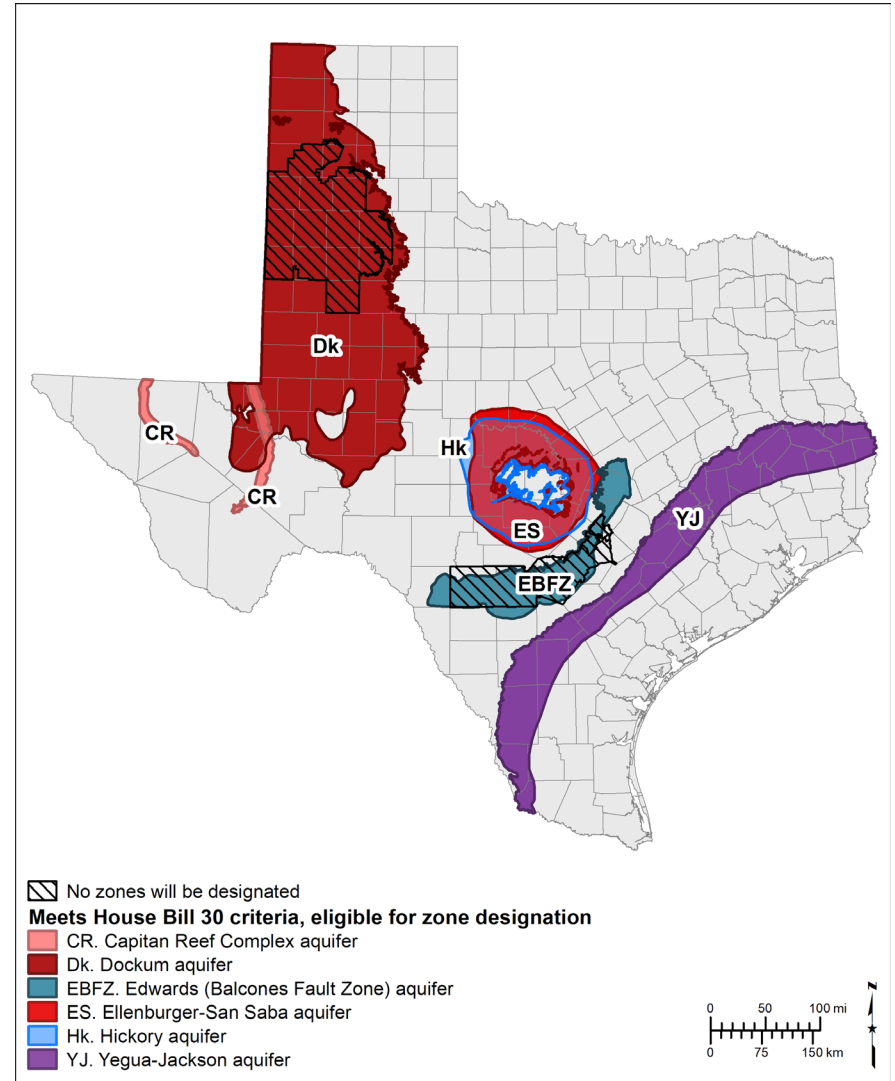 Dk
CR
Hk
CR
YJ
ES
EBFZ
No zones will be designated
Meets House Bill 30 criteria, eligible for zone designation
CR. Capitan Reef Complex aquifer
Dk. Dockum aquifer
EBFZ. Edwards (Balcones Fault Zone) aquifer
ES. Ellenburger-San Saba aquifer
Hk. Hickory aquifer
YJ. Yegua-Jackson aquifer
0 50 100 mi
0 75 150 km
N